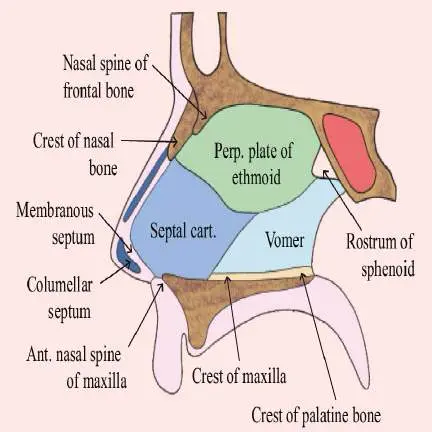 Nasal spine of
frontal bone
Crest of nasal
bone
Perp. plate of
ethmoid
Membranous
septum
Septal cart.
Vomer
Rostrum of
sphenoid
Columellar
septum
Ant. nasal spine
of maxilla
Crest of maxilla
Crest of palatine bone